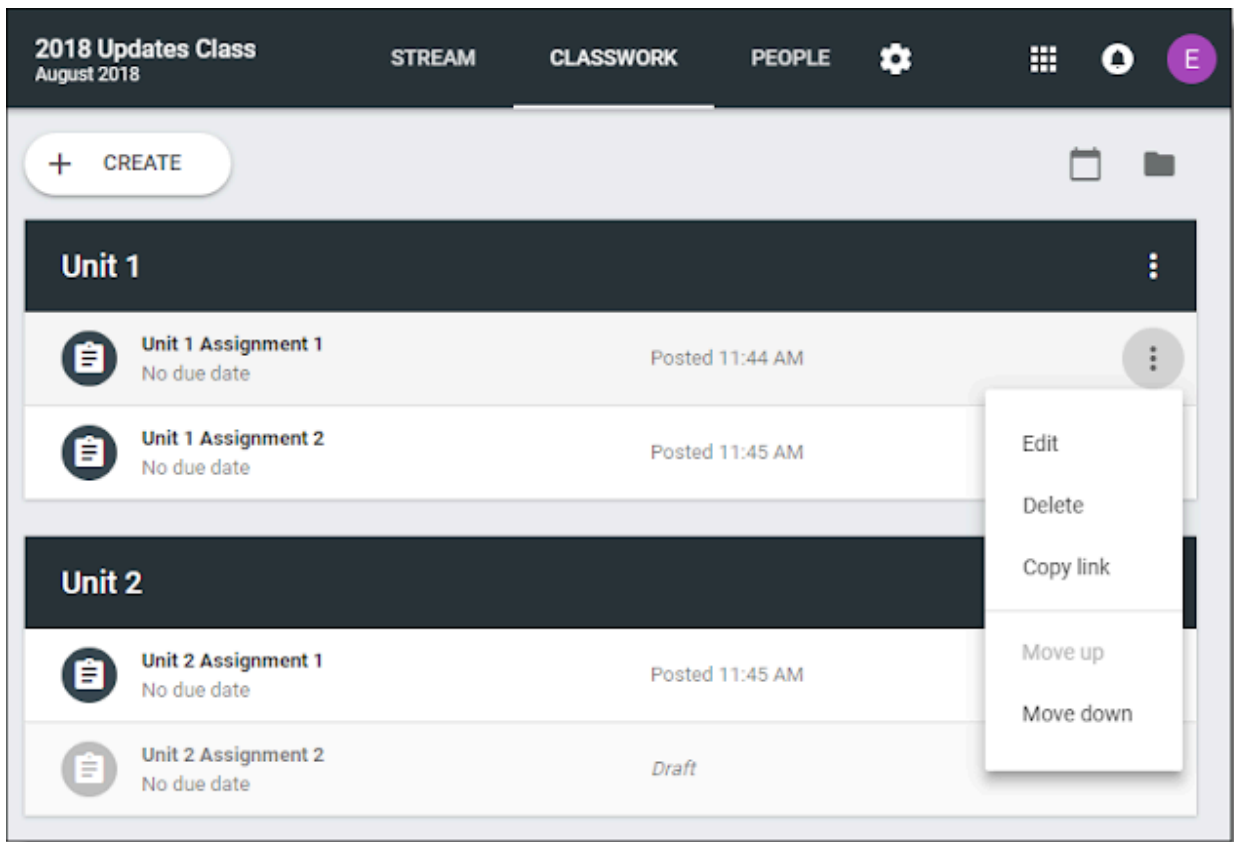 2018 Updates Class
August 2018
STREAM
CLASSWORK
PEOPLE
E
+ CREATE
Unit 1
Unit 1 Assignment 1
No due date
Posted 11:44 AM
Unit 1 Assignment 2
No due date
Posted 11:45 AM
Edit
Delete
Copy link
Move up
Move down
Unit 2
Unit 2 Assignment 1
No due date
Posted 11:45 AM
Unit 2 Assignment 2
No due date
Draft